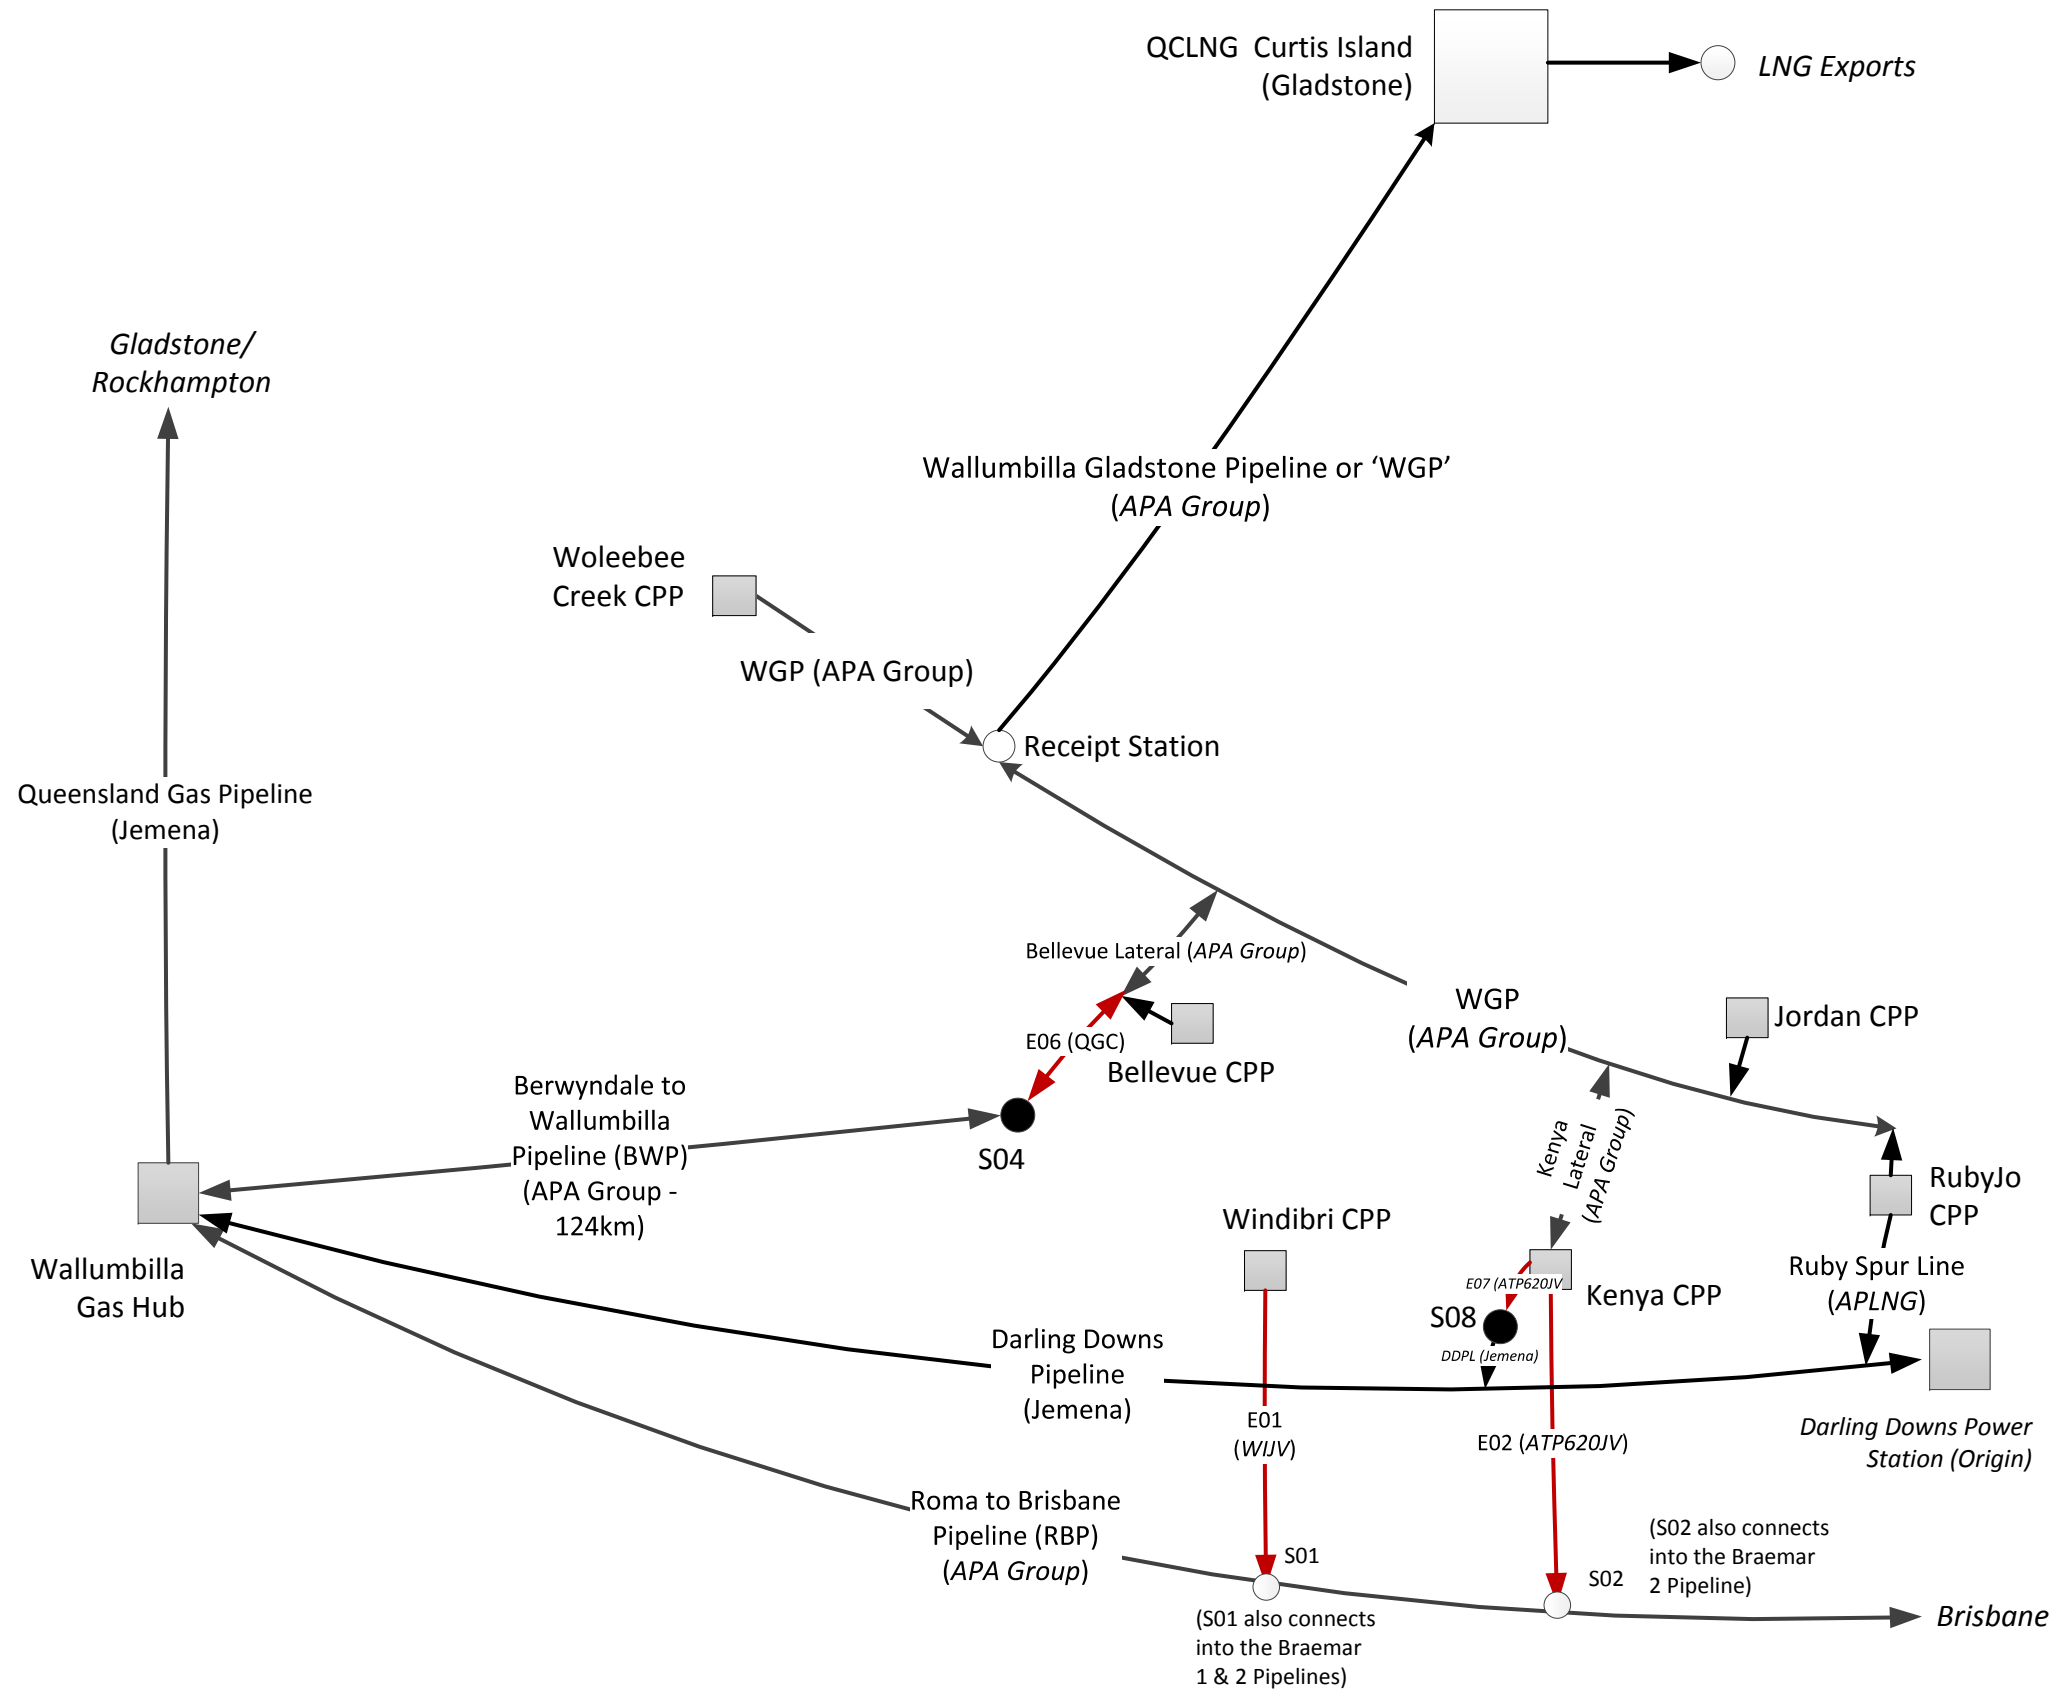 QCLNG  Curtis Island
(Gladstone)
LNG Exports
Gladstone/
Rockhampton
Wallumbilla Gladstone Pipeline or ‘WGP’
(APA Group)
Woleebee
Creek CPP
WGP (APA Group)
Receipt Station
Queensland Gas Pipeline
(Jemena)
Bellevue Lateral (APA Group)
WGP
(APA Group)
Jordan CPP
E06 (QGC)
Bellevue CPP
Berwyndale to
Wallumbilla
Pipeline (BWP)
(APA Group -
124km)
S04
Kenya
Lateral
(APA Group)
RubyJo
CPP
Windibri CPP
Wallumbilla
Gas Hub
E07 (ATP620JV
Kenya CPP
Ruby Spur Line
(APLNG)
S08
DDPL (Jemena)
Darling Downs
Pipeline
(Jemena)
E01
(WIJV)
E02 (ATP620JV)
Darling Downs Power
Station (Origin)
Roma to Brisbane
Pipeline (RBP)
(APA Group)
S01
S02
(S02 also connects
into the Braemar
2 Pipeline)
(S01 also connects
into the Braemar
1 & 2 Pipelines)
Brisbane